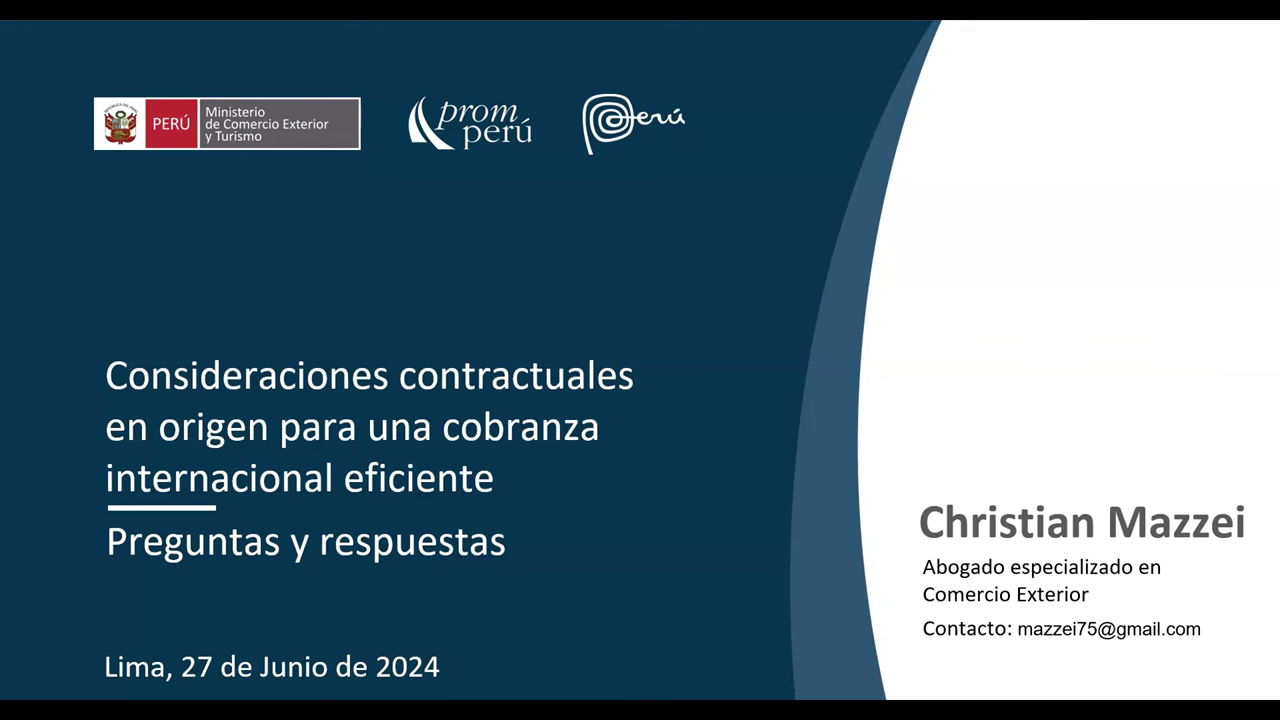 PERÚ
Ministerio
de Comercio Exterior
y Turismo
prom
perú
Perú
Consideraciones contractuales
en origen para una cobranza
internacional eficiente
Preguntas y respuestas
Lima, 27 de Junio de 2024
Christian Mazzei
Abogado especializado en
Comercio Exterior
Contacto: mazzei75@gmail.com